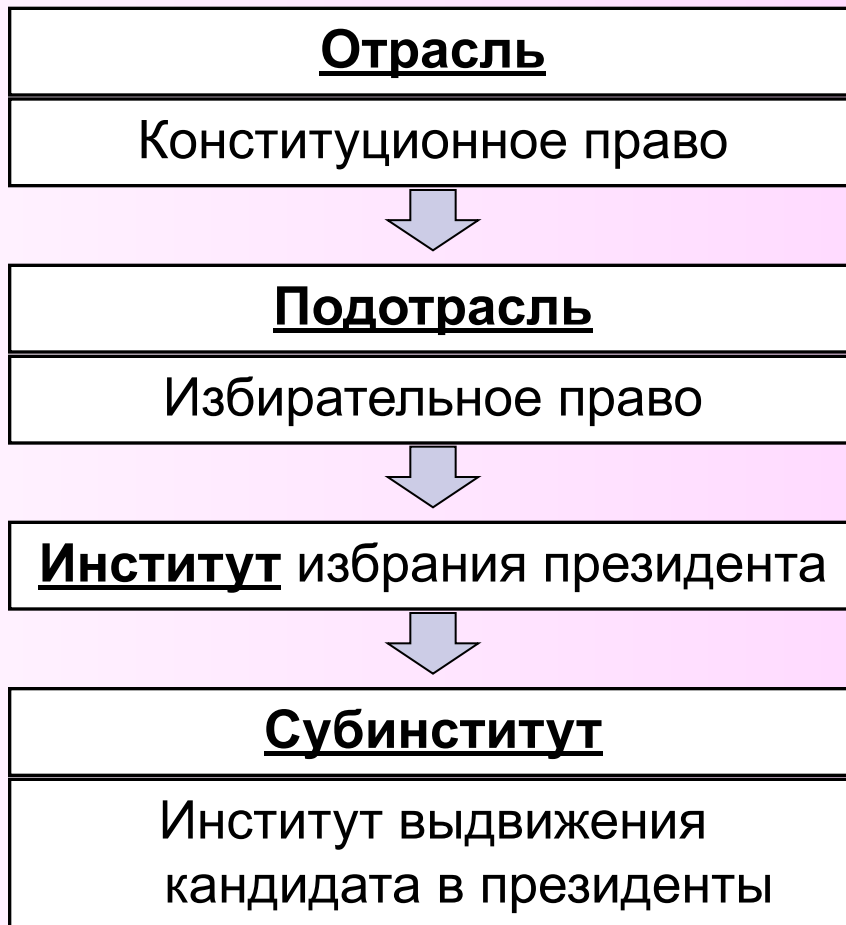 Отрасль
Конституционное право
Подотрасль
Избирательное право
Институт избрания президента
Субинститут
Институт выдвижения
кандидата в президенты